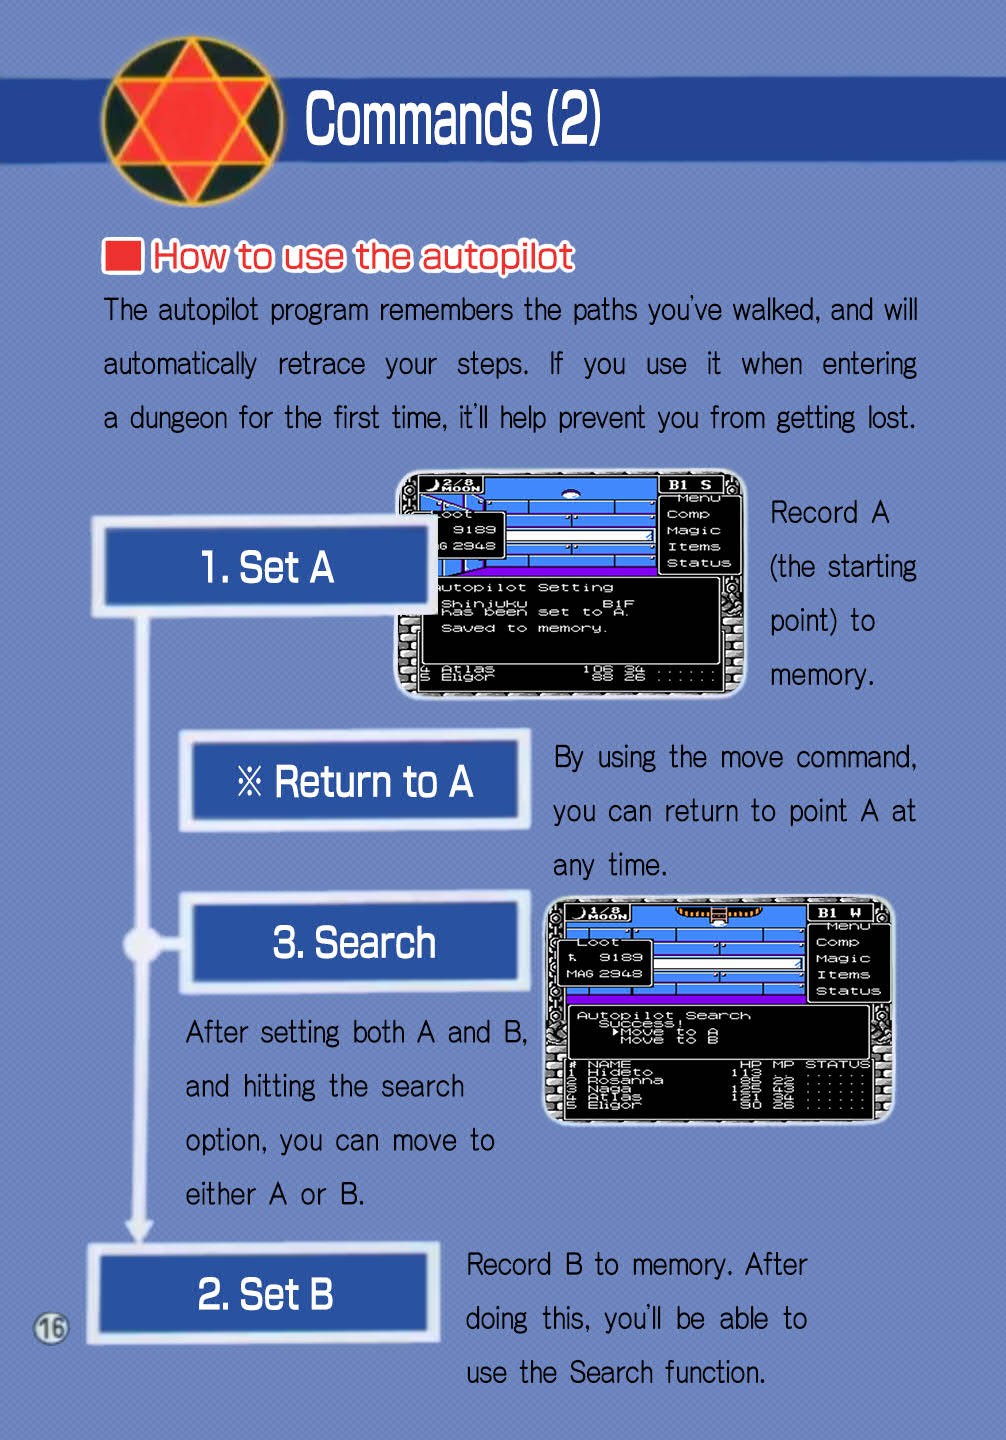 Commands (2)
How to use the autopilot
The autopilot program remembers the paths you've walked, and will
automatically retrace your steps. If you use it when entering
a dungeon for the first time, it'll help prevent you from getting lost.
2/8
MOON
B1 S
Menu
Comp
Magic
Items
Status
Loot
9189
2948
Autopilot Setting
Shinjuku B1F
has been set to A.
Saved to memory.
4 Atlas 106 34 ......
5 Eligor 88 26 ......
1. Set A
Record A
(the starting
point) to
memory.
※ Return to A
By using the move command,
you can return to point A at
any time.
3. Search
After setting both A and B,
and hitting the search
option, you can move to
either A or B.
1/8
MOON
B1 W
Menu
Comp
Magic
Items
Status
Loot
9189
MAG 2948
Autopilot Search
Success!
Move to A
Move to B
# NAME HP MP STATUS
1 Hideto 113 .. ......
2 Rosanna 95 22 ......
3 Naga 125 43 ......
4 Atlas 121 34 ......
5 Eligor 90 26 ......
2. Set B
Record B to memory. After
doing this, you'll be able to
use the Search function.
16